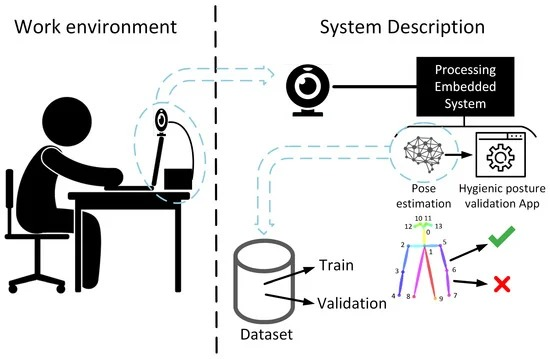 Work environment
System Description
Processing
Embedded
System
Pose
estimation
Hygienic posture
validation App
10 11
12 13
0
2 1 5
3 6
4 8 9 7
Train
Validation
Dataset